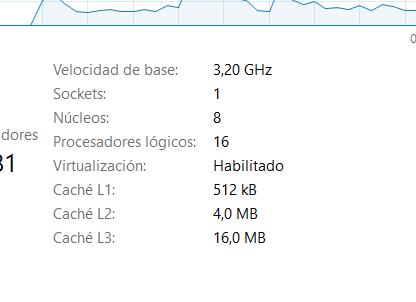 0
Velocidad de base: 3,20 GHz
Sockets: 1
Núcleos: 8
adores
Procesadores lógicos: 16
31
Virtualización: Habilitado
Caché L1: 512 kB
Caché L2: 4,0 MB
Caché L3: 16,0 MB